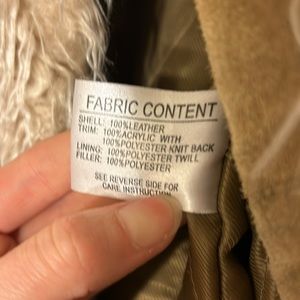 FABRIC CONTENT
SHELL: 100%LEATHER
TRIM: 100%ACRYLIC WITH
100%POLYESTER KNIT BACK
LINING: 100%POLYESTER TWILL
FILLER: 100%POLYESTER
SEE REVERSE SIDE FOR
CARE INSTRUCTION